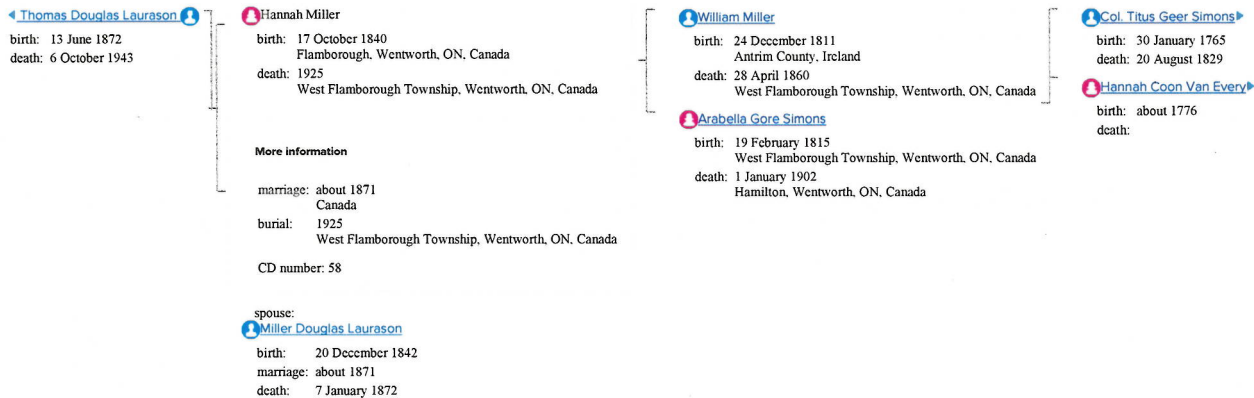 Thomas Douglas Laurason
birth: 13 June 1872
death: 6 October 1943
Hannah Miller
birth: 17 October 1840
Flamborough, Wentworth, ON, Canada
death: 1925
West Flamborough Township, Wentworth, ON, Canada
More information
marriage: about 1871
Canada
burial: 1925
West Flamborough Township, Wentworth, ON, Canada
CD number: 58
spouse:
Miller Douglas Laurason
birth: 20 December 1842
marriage: about 1871
death: 7 January 1872
William Miller
birth: 24 December 1811
Antrim County, Ireland
death: 28 April 1860
West Flamborough Township, Wentworth, ON, Canada
Arabella Gore Simons
birth: 19 February 1815
West Flamborough Township, Wentworth, ON, Canada
death: 1 January 1902
Hamilton, Wentworth, ON, Canada
Col. Titus Geer Simons
birth: 30 January 1765
death: 20 August 1829
Hannah Coon Van Every
birth: about 1776
death: